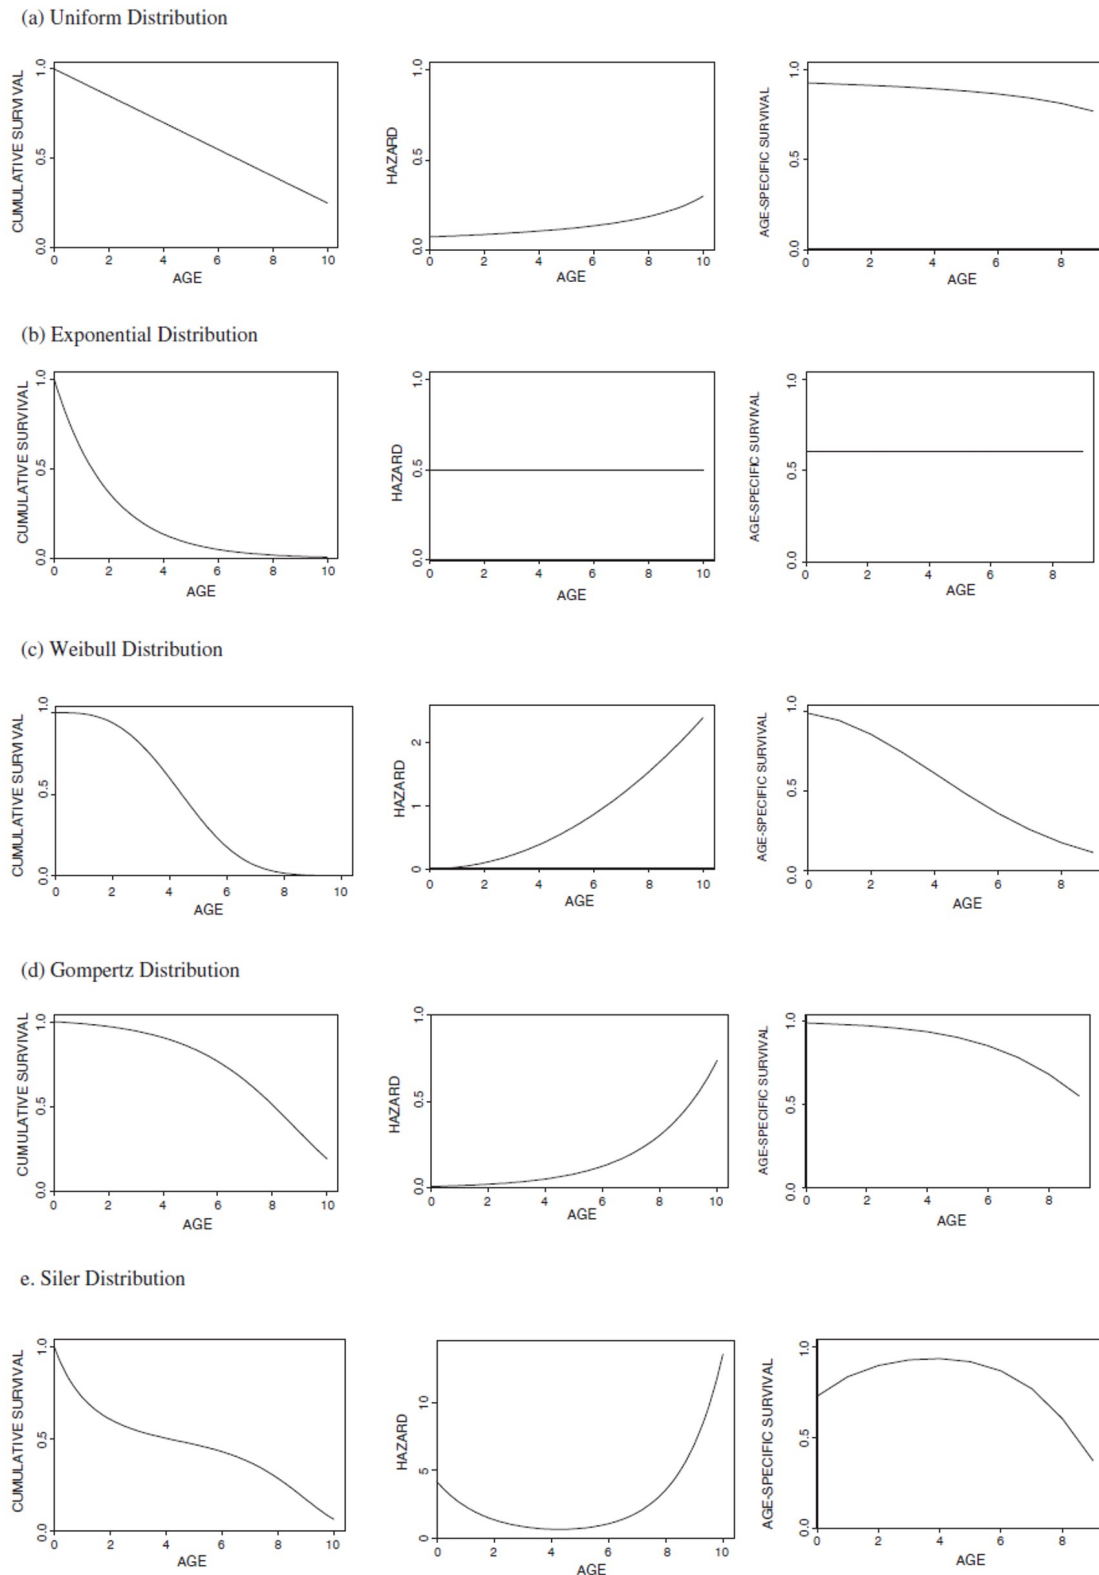 (a) Uniform Distribution
CUMULATIVE SURVIVAL
1.0
0.5
0.0
0 2 4 6 8 10
AGE
HAZARD
1.0
0.5
0.0
0 2 4 6 8 10
AGE
AGE-SPECIFIC SURVIVAL
1.0
0.5
0.0
0 2 4 6 8
AGE
(b) Exponential Distribution
CUMULATIVE SURVIVAL
1.0
0.5
0.0
0 2 4 6 8 10
AGE
HAZARD
1.0
0.5
0.0
0 2 4 6 8 10
AGE
AGE-SPECIFIC SURVIVAL
1.0
0.5
0.0
0 2 4 6 8
AGE
(c) Weibull Distribution
CUMULATIVE SURVIVAL
1.0
0.5
0.0
0 2 4 6 8 10
AGE
HAZARD
2
1
0
0 2 4 6 8 10
AGE
AGE-SPECIFIC SURVIVAL
1.0
0.5
0.0
0 2 4 6 8
AGE
(d) Gompertz Distribution
CUMULATIVE SURVIVAL
1.0
0.5
0.0
0 2 4 6 8 10
AGE
HAZARD
1.0
0.5
0.0
0 2 4 6 8 10
AGE
AGE-SPECIFIC SURVIVAL
1.0
0.5
0.0
0 2 4 6 8
AGE
e. Siler Distribution
CUMULATIVE SURVIVAL
1.0
0.5
0.0
0 2 4 6 8 10
AGE
HAZARD
10
5
0
0 2 4 6 8 10
AGE
AGE-SPECIFIC SURVIVAL
1.0
0.5
0.0
0 2 4 6 8
AGE